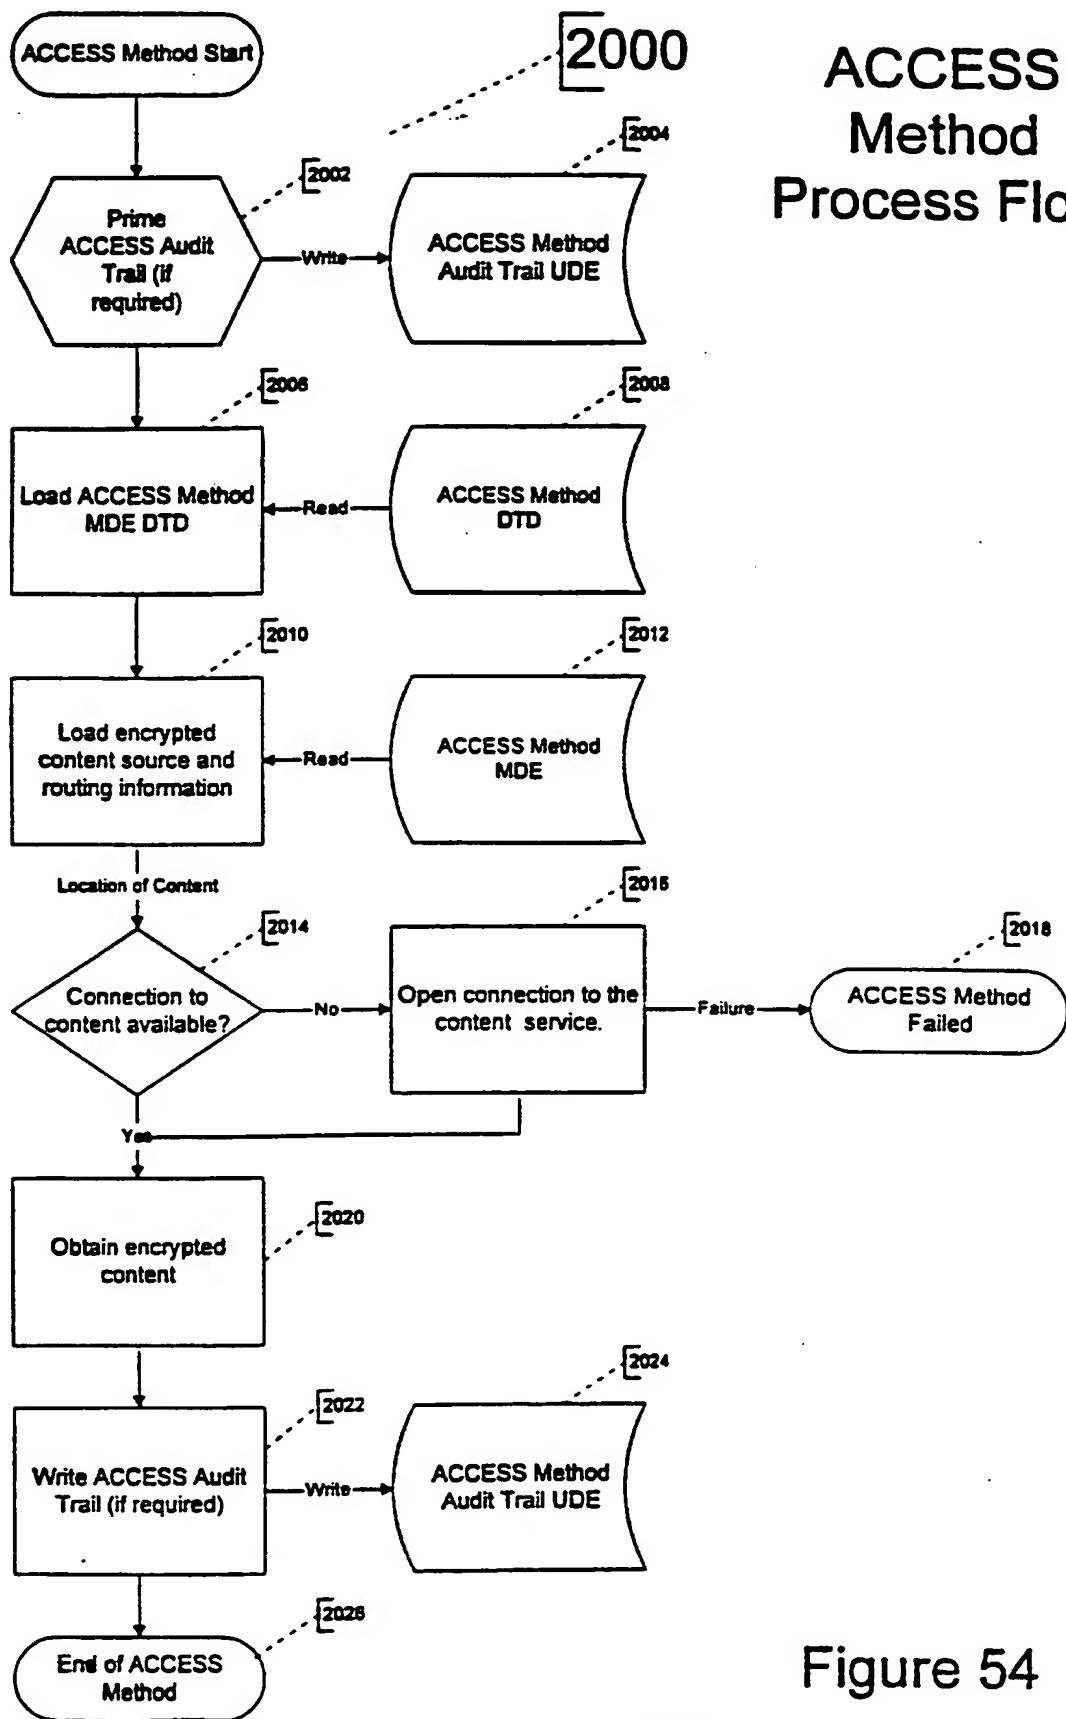 ACCESS Method Start
2000
ACCESS
Method
Process Flo
2002
2004
Prime
ACCESS Audit
Trail (if
required)
Write
ACCESS Method
Audit Trail UDE
2006
2008
Load ACCESS Method
MDE DTD
Read
ACCESS Method
DTD
2010
2012
Load encrypted
content source and
routing information
Read
ACCESS Method
MDE
Location of Content
2014
2016
2018
Connection to
content available?
No
Open connection to the
content service.
Failure
ACCESS Method
Failed
Yes
2020
Obtain encrypted
content
2022
2024
Write ACCESS Audit
Trail (if required)
Write
ACCESS Method
Audit Trail UDE
2026
End of ACCESS
Method
Figure 54